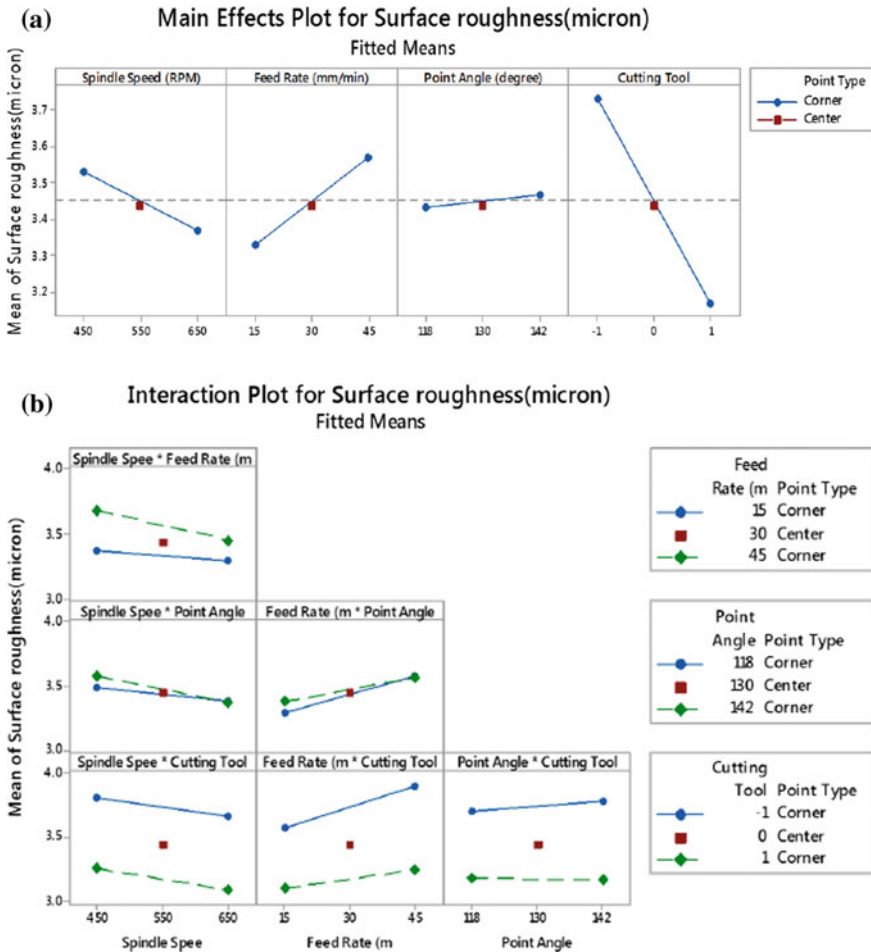 (a)
Main Effects Plot for Surface roughness(micron)
Fitted Means
Spindle Speed (RPM) Feed Rate (mm/min) Point Angle (degree) Cutting Tool
Mean of Surface roughness(micron)
3.7
3.6
3.5
3.4
3.3
3.2
450 550 650 15 30 45 118 130 142 -1 0 1
Point Type
Corner
Center
(b)
Interaction Plot for Surface roughness(micron)
Fitted Means
Mean of Surface roughness(micron)
Spindle Spee * Feed Rate (m
4.0
3.5
3.0
Spindle Spee * Point Angle Feed Rate (m * Point Angle
4.0
3.5
3.0
Spindle Spee * Cutting Tool Feed Rate (m * Cutting Tool Point Angle * Cutting Tool
4.0
3.5
3.0
450 550 650 15 30 45 118 130 142
Spindle Spee Feed Rate (m Point Angle
Feed
Rate (m Point Type
15 Corner
30 Center
45 Corner
Point
Angle Point Type
118 Corner
130 Center
142 Corner
Cutting
Tool Point Type
-1 Corner
0 Center
1 Corner